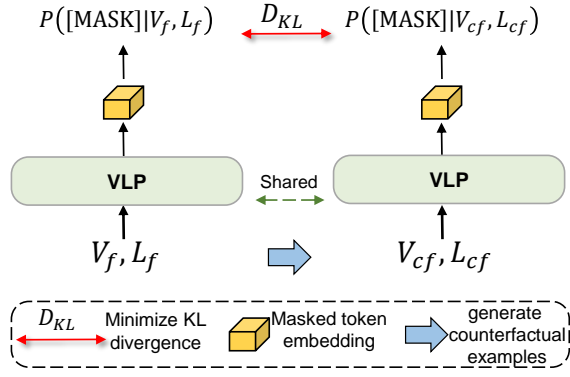 P([MASK]|V_f, L_f) D_KL P([MASK]|V_cf, L_cf)
VLP Shared VLP
V_f, L_f V_cf, L_cf
D_KL Minimize KL divergence
Masked token embedding
generate counterfactual examples